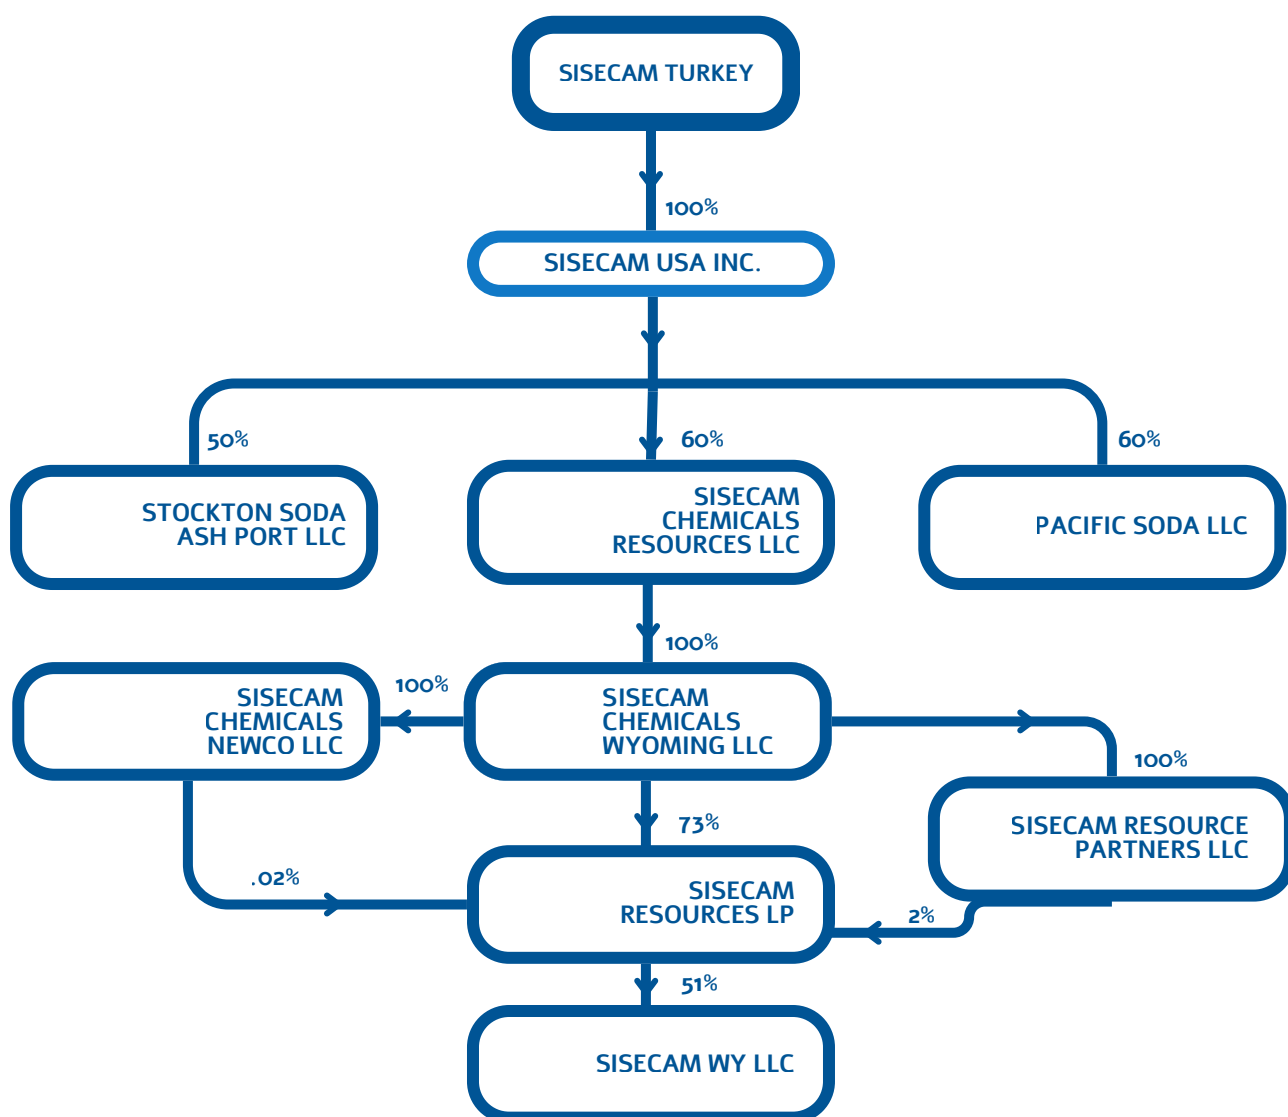 SISECAM TURKEY
100%
SISECAM USA INC.
50%
60%
60%
STOCKTON SODA
ASH PORT LLC
SISECAM
CHEMICALS
RESOURCES LLC
PACIFIC SODA LLC
100%
SISECAM
CHEMICALS
NEWCO LLC
100%
SISECAM
CHEMICALS
WYOMING LLC
100%
SISECAM RESOURCE
PARTNERS LLC
73%
.02%
SISECAM
RESOURCES LP
2%
51%
SISECAM WY LLC